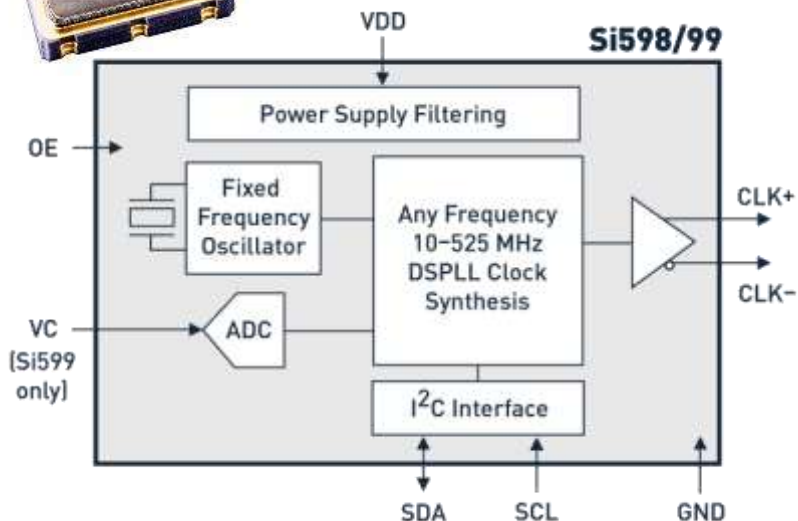 VDD
Si598/99
Power Supply Filtering
OE
Fixed
Frequency
Oscillator
Any Frequency
10–525 MHz
DSPLL Clock
Synthesis
CLK+
CLK–
VC
(Si599
only)
ADC
I²C Interface
SDA
SCL
GND